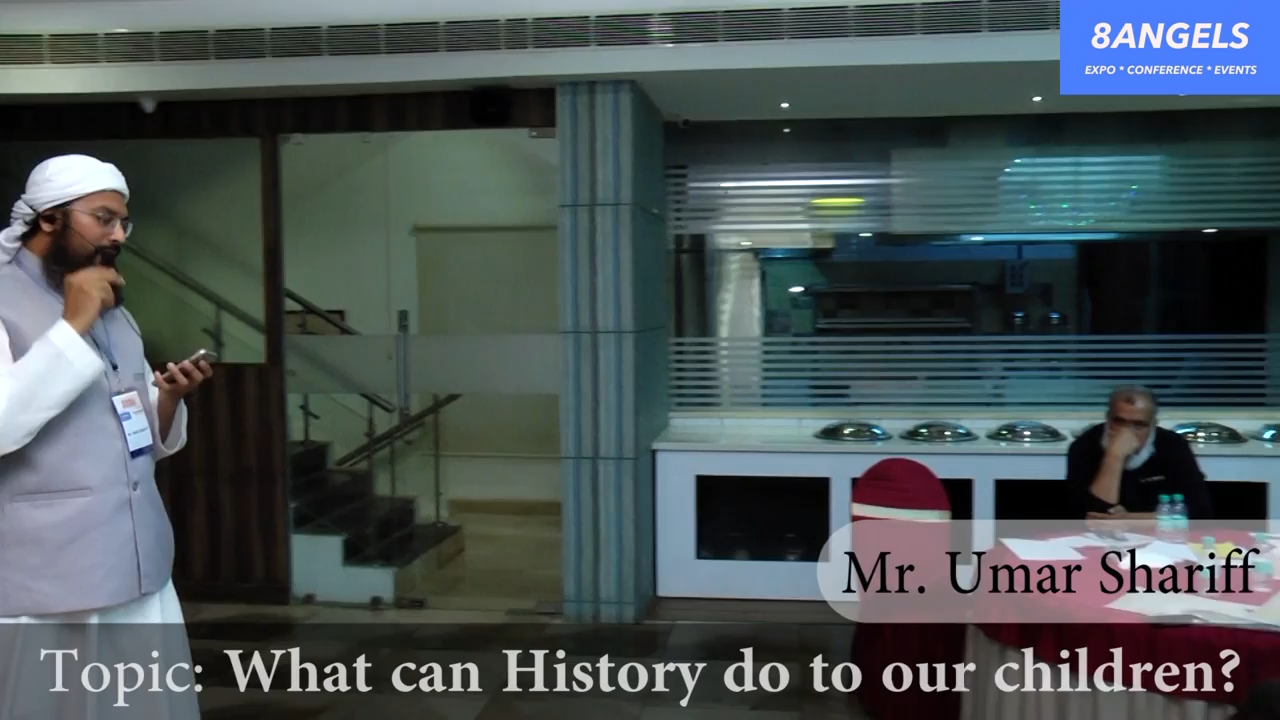 8ANGELS
EXPO * CONFERENCE * EVENTS
Mr. Umar Shariff
Topic: What can History do to our children?